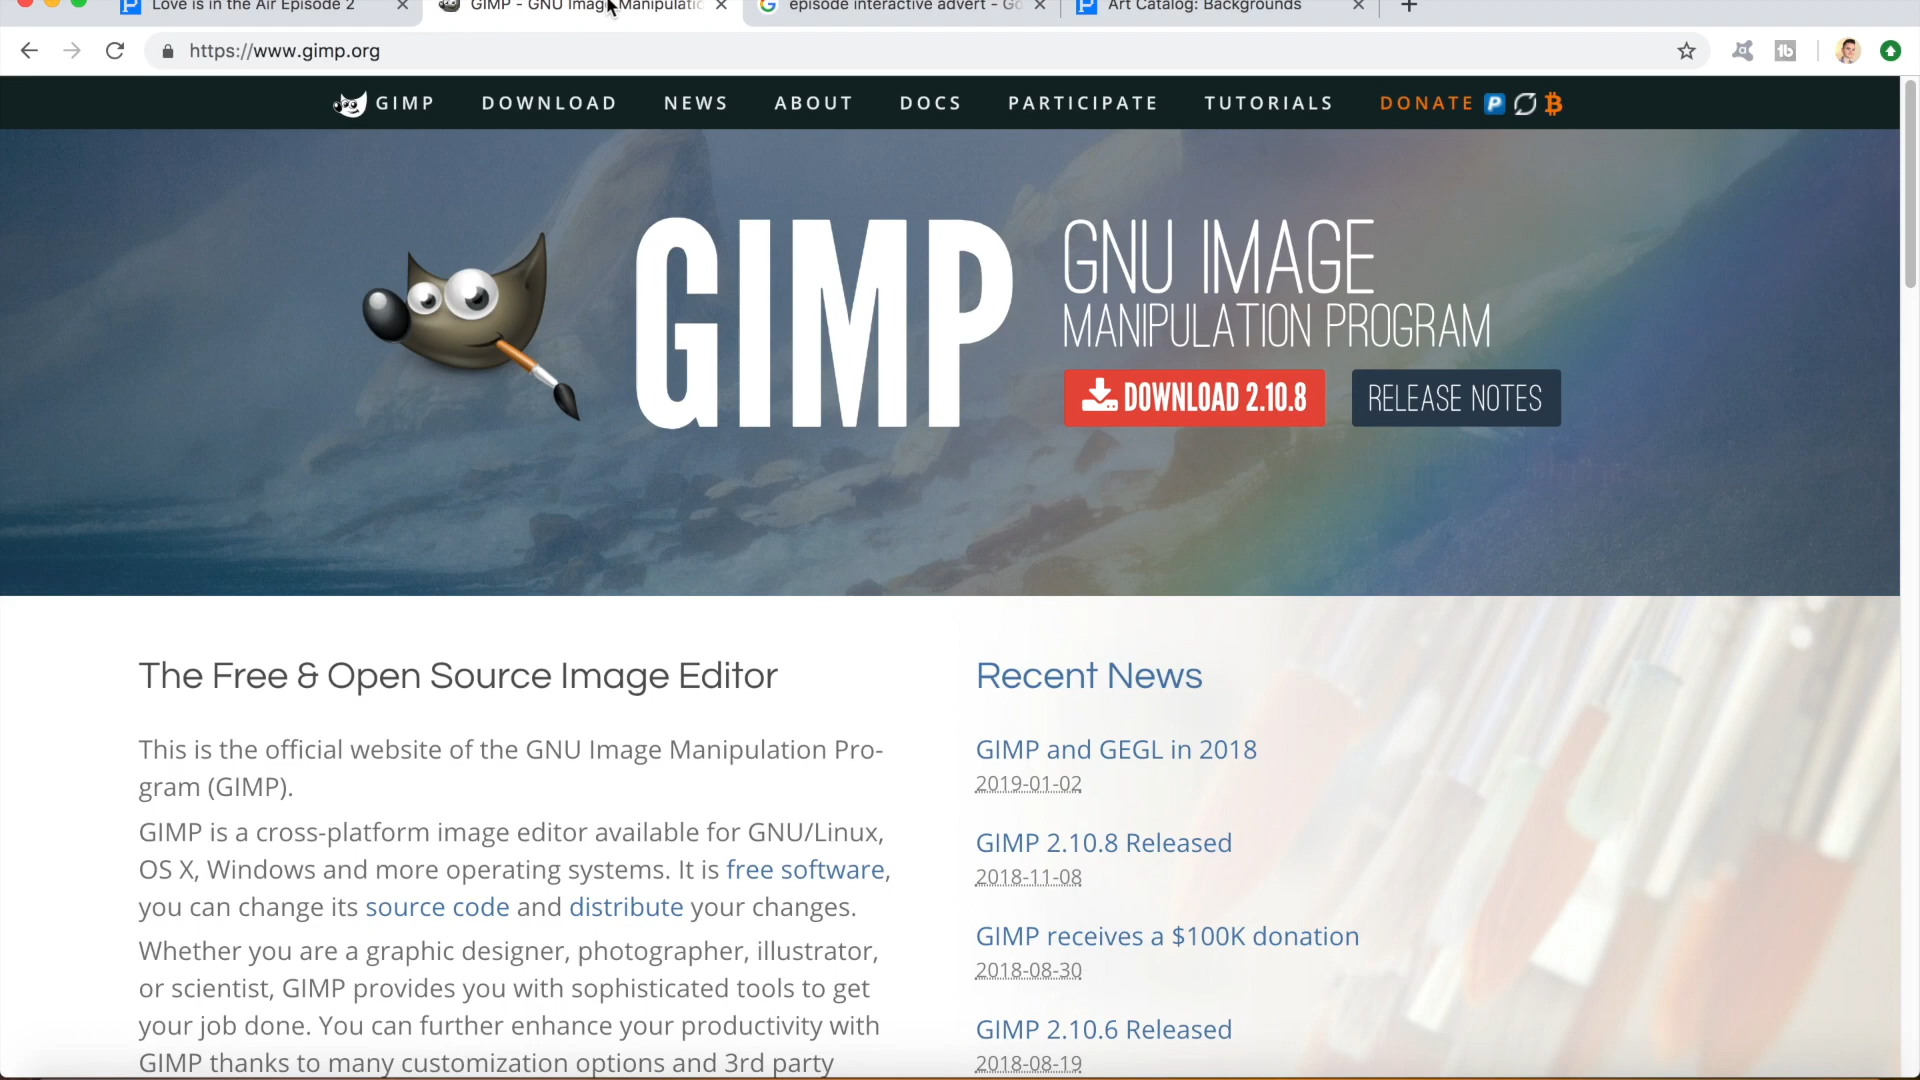 Love is in the Air Episode 2
GIMP - GNU Image Manipulatio
episode interactive advert - Go
Art Catalog: Backgrounds
https://www.gimp.org
GIMP DOWNLOAD NEWS ABOUT DOCS PARTICIPATE TUTORIALS DONATE
GIMP
GNU IMAGE
MANIPULATION PROGRAM
DOWNLOAD 2.10.8
RELEASE NOTES
The Free & Open Source Image Editor
This is the official website of the GNU Image Manipulation Pro-
gram (GIMP).
GIMP is a cross-platform image editor available for GNU/Linux,
OS X, Windows and more operating systems. It is free software,
you can change its source code and distribute your changes.
Whether you are a graphic designer, photographer, illustrator,
or scientist, GIMP provides you with sophisticated tools to get
your job done. You can further enhance your productivity with
GIMP thanks to many customization options and 3rd party
Recent News
GIMP and GEGL in 2018
2019-01-02
GIMP 2.10.8 Released
2018-11-08
GIMP receives a $100K donation
2018-08-30
GIMP 2.10.6 Released
2018-08-19